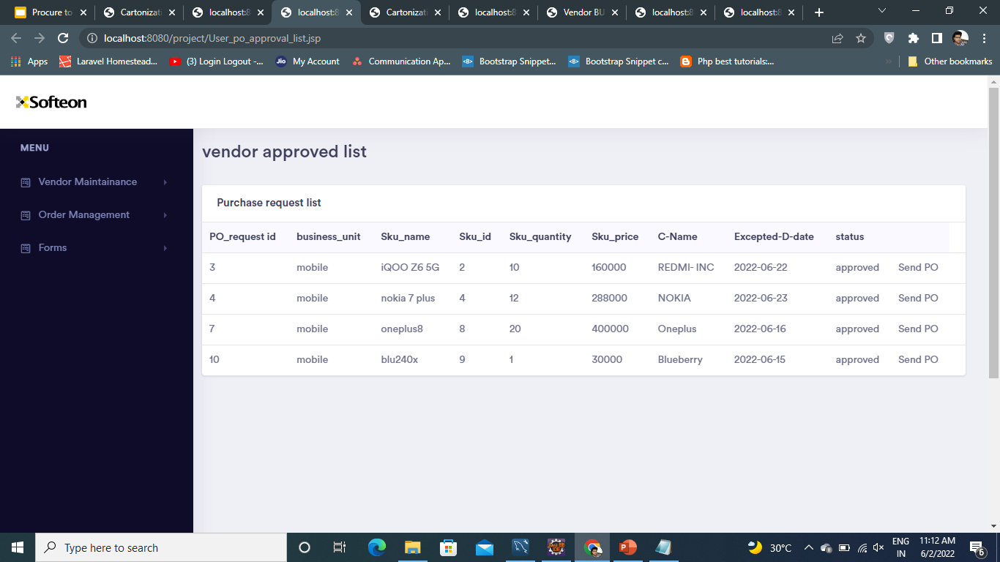 Procure to
Cartonizati
localhost:8
localhost:8
Cartonizati
localhost:8
Vendor BU
localhost:8
localhost:8
localhost:8080/project/User_po_approval_list.jsp
Apps
Laravel Homestead...
(3) Login Logout -...
Jio
My Account
Communication Ap...
Bootstrap Snippet...
Bootstrap Snippet c...
Php best tutorials:...
»
Other bookmarks
Softeon
MENU
Vendor Maintainance
Order Management
Forms
vendor approved list
Purchase request list
PO_request id business_unit Sku_name Sku_id Sku_quantity Sku_price C-Name Excepted-D-date status
3 mobile iQOO Z6 5G 2 10 160000 REDMI- INC 2022-06-22 approved Send PO
4 mobile nokia 7 plus 4 12 288000 NOKIA 2022-06-23 approved Send PO
7 mobile oneplus8 8 20 400000 Oneplus 2022-06-16 approved Send PO
10 mobile blu240x 9 1 30000 Blueberry 2022-06-15 approved Send PO
Type here to search
30°C
ENG
IN
11:12 AM
6/2/2022
6